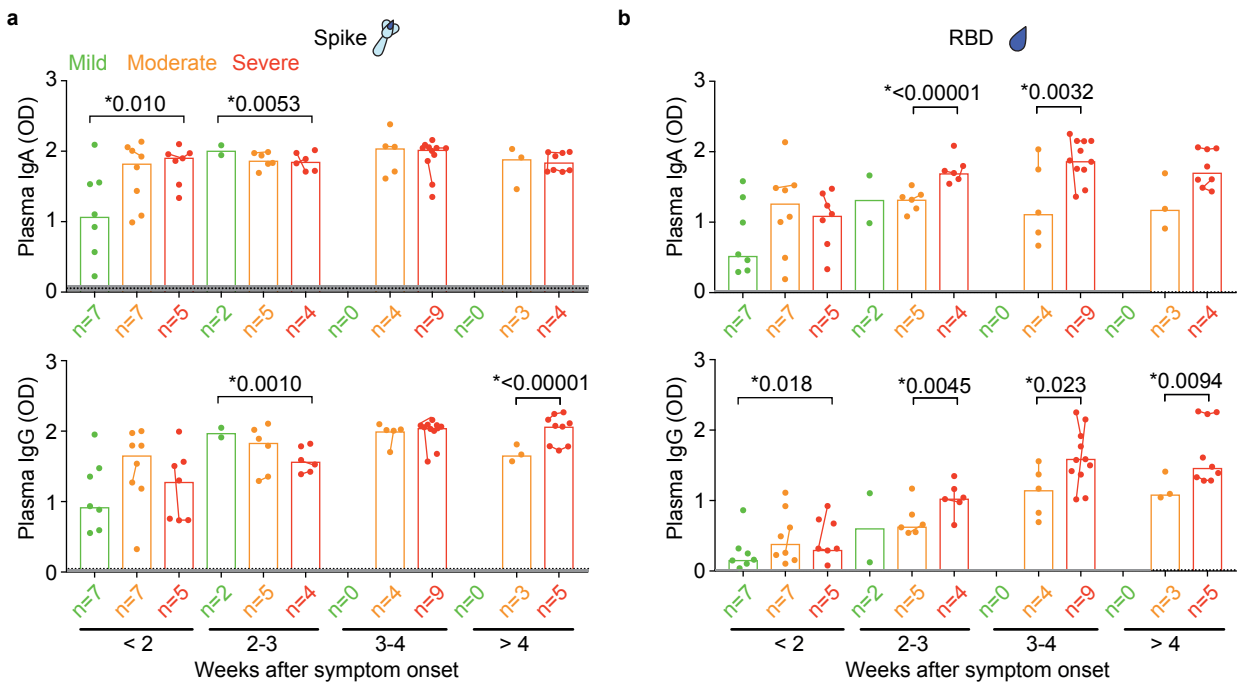 a
Spike
Mild Moderate Severe
Plasma IgA (OD)
3
2
1
0
*0.010
*0.0053
n=7 n=7 n=5 n=2 n=5 n=4 n=0 n=4 n=9 n=0 n=3 n=4
Plasma IgG (OD)
3
2
1
0
*0.0010
*<0.00001
n=7 n=7 n=5 n=2 n=5 n=4 n=0 n=4 n=9 n=0 n=3 n=5
< 2 2-3 3-4 > 4
Weeks after symptom onset
b
RBD
Plasma IgA (OD)
3
2
1
0
*<0.00001
*0.0032
n=7 n=7 n=5 n=2 n=5 n=4 n=0 n=4 n=9 n=0 n=3 n=4
Plasma IgG (OD)
3
2
1
0
*0.018
*0.0045
*0.023
*0.0094
n=7 n=7 n=5 n=2 n=5 n=4 n=0 n=4 n=9 n=0 n=3 n=5
< 2 2-3 3-4 > 4
Weeks after symptom onset